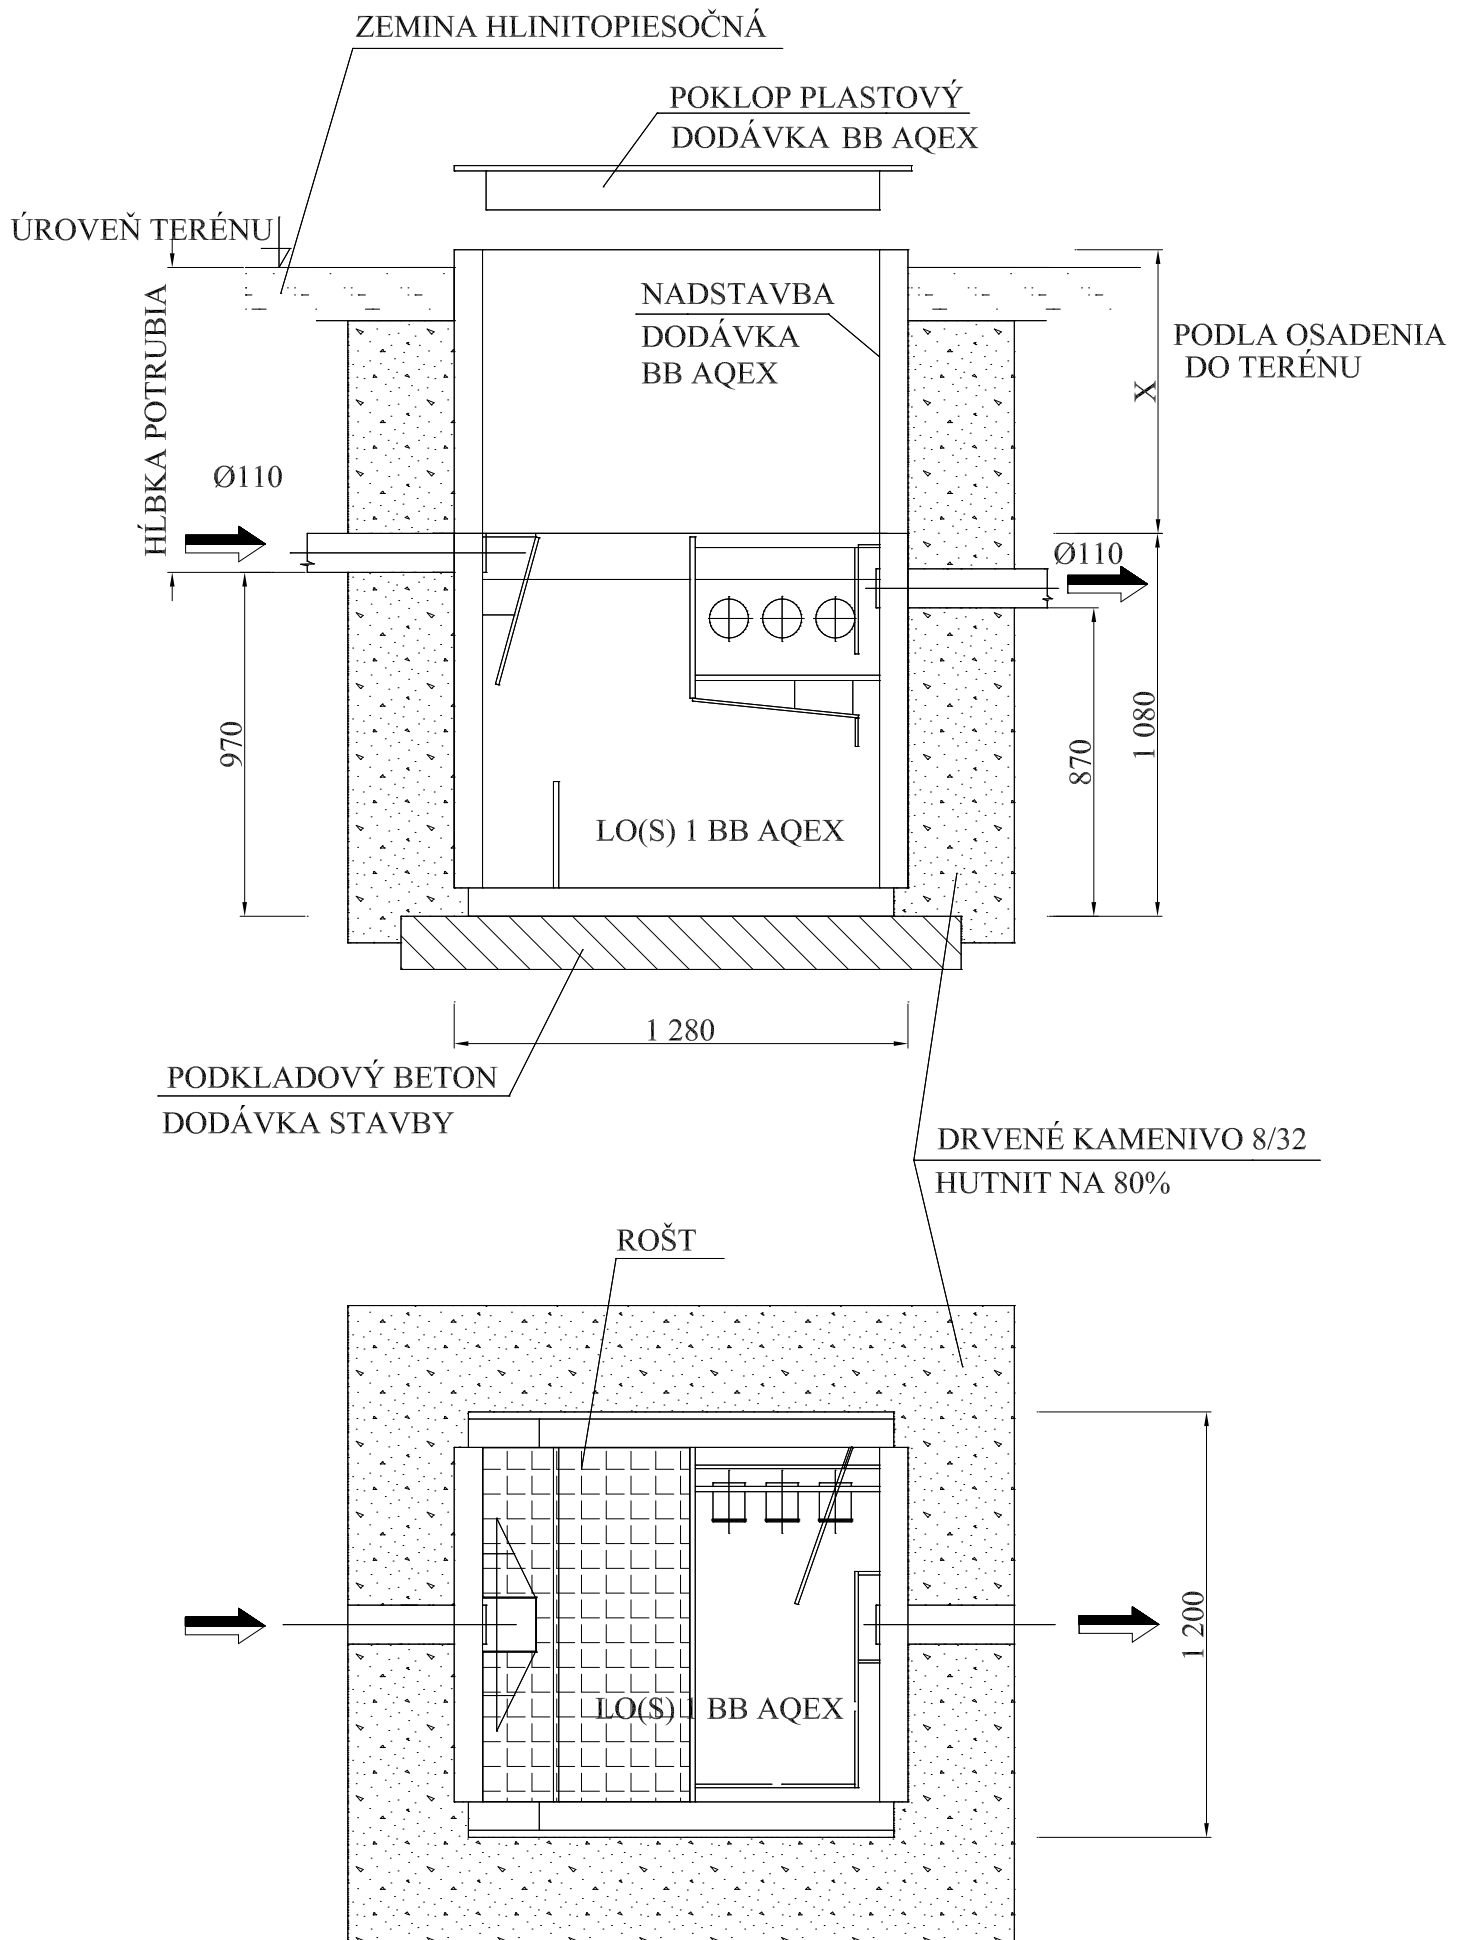 ZEMINA HLINITOPIESOČNÁ
POKLOP PLASTOVÝ
DODÁVKA BB AQEX
ÚROVEŇ TERÉNU
NADSTAVBA
DODÁVKA
BB AQEX
HĹBKA POTRUBIA
PODLA OSADENIA
DO TERÉNU
X
Ø110
Ø110
970
870
1 080
LO(S) 1 BB AQEX
1 280
PODKLADOVÝ BETON
DODÁVKA STAVBY
DRVENÉ KAMENIVO 8/32
HUTNIT NA 80%
ROŠT
1 200
LO(S) 1 BB AQEX